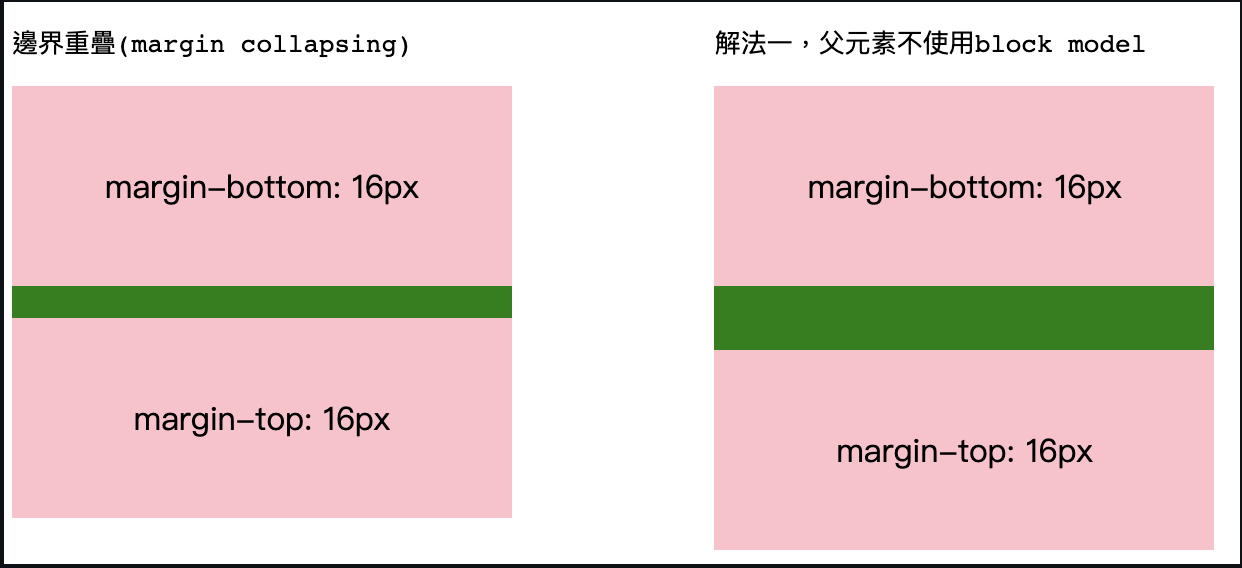 邊界重疊(margin collapsing)
margin-bottom: 16px
margin-top: 16px
解法一，父元素不使用block model
margin-bottom: 16px
margin-top: 16px